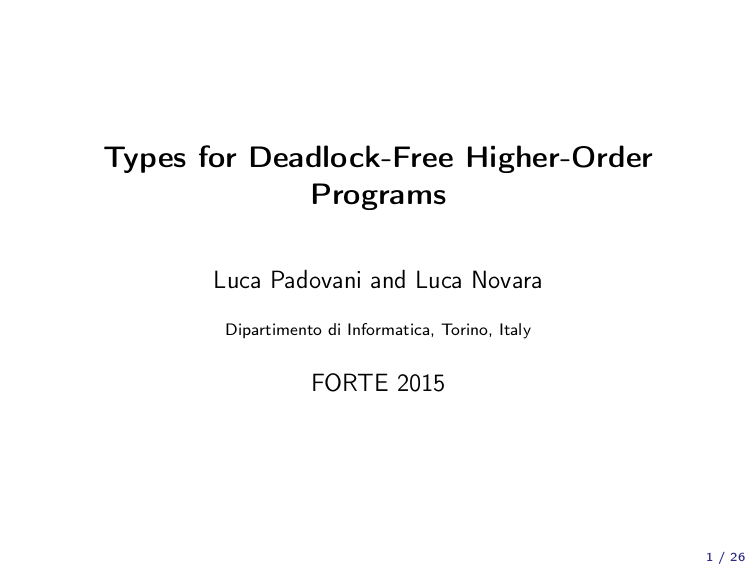 Types for Deadlock-Free Higher-Order
Programs
Luca Padovani and Luca Novara
Dipartimento di Informatica, Torino, Italy
FORTE 2015
1 / 26